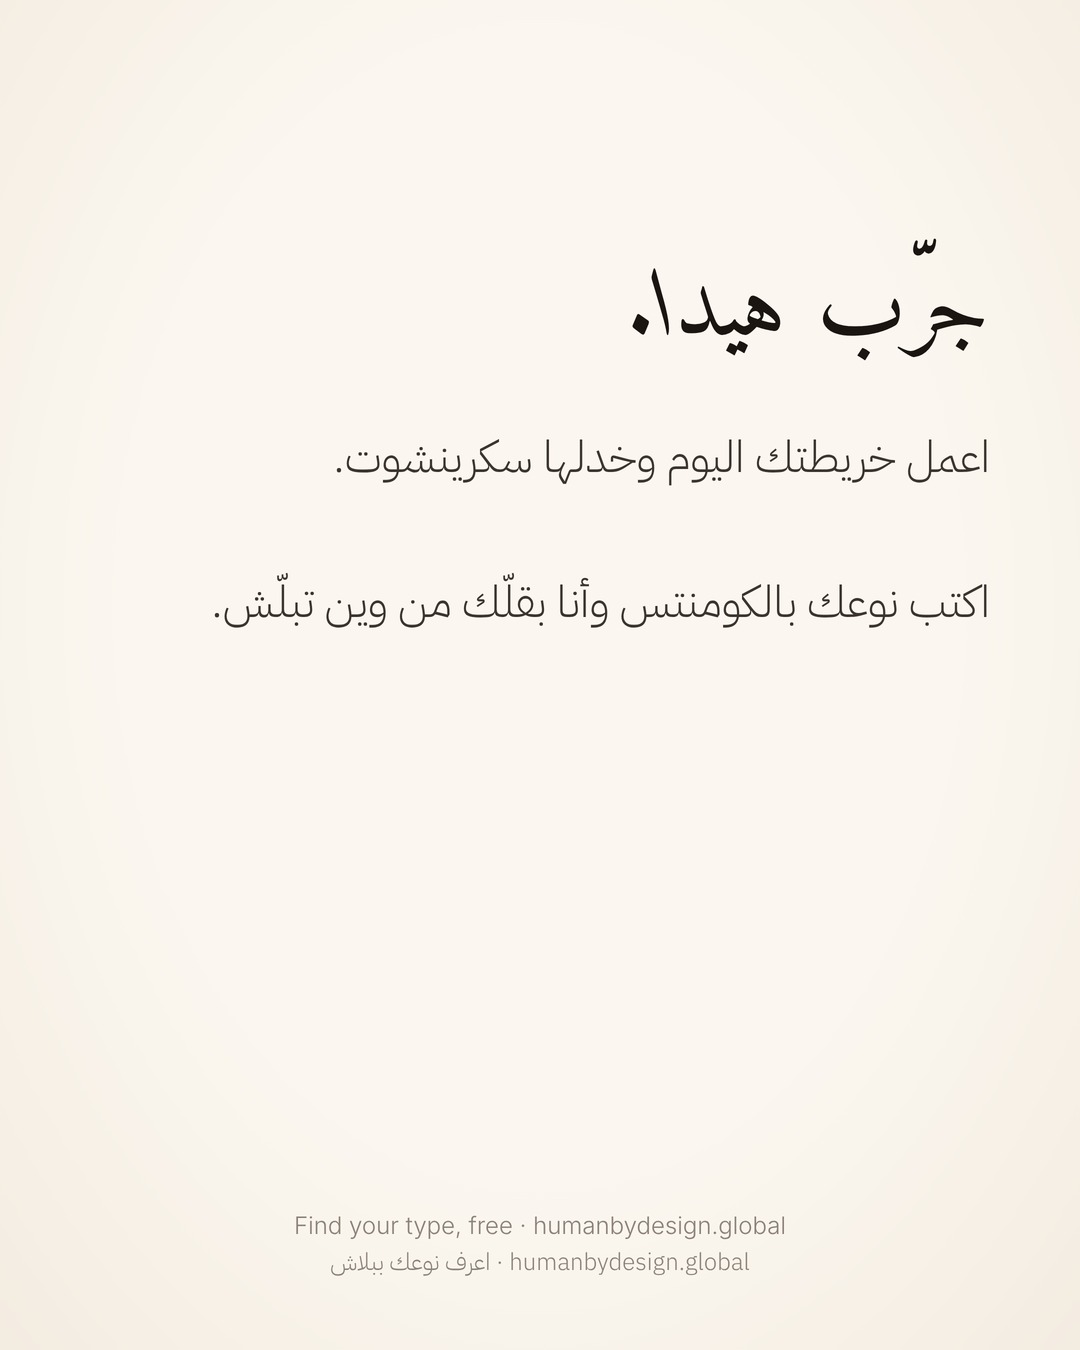 جرّب هيدا.
اعمل خريطتك اليوم وخدلها سكرينشوت.
اكتب نوعك بالكومنتس وأنا بقلّك من وين تبلّش.
Find your type, free · humanbydesign.global
اعرف نوعك ببلاش · humanbydesign.global